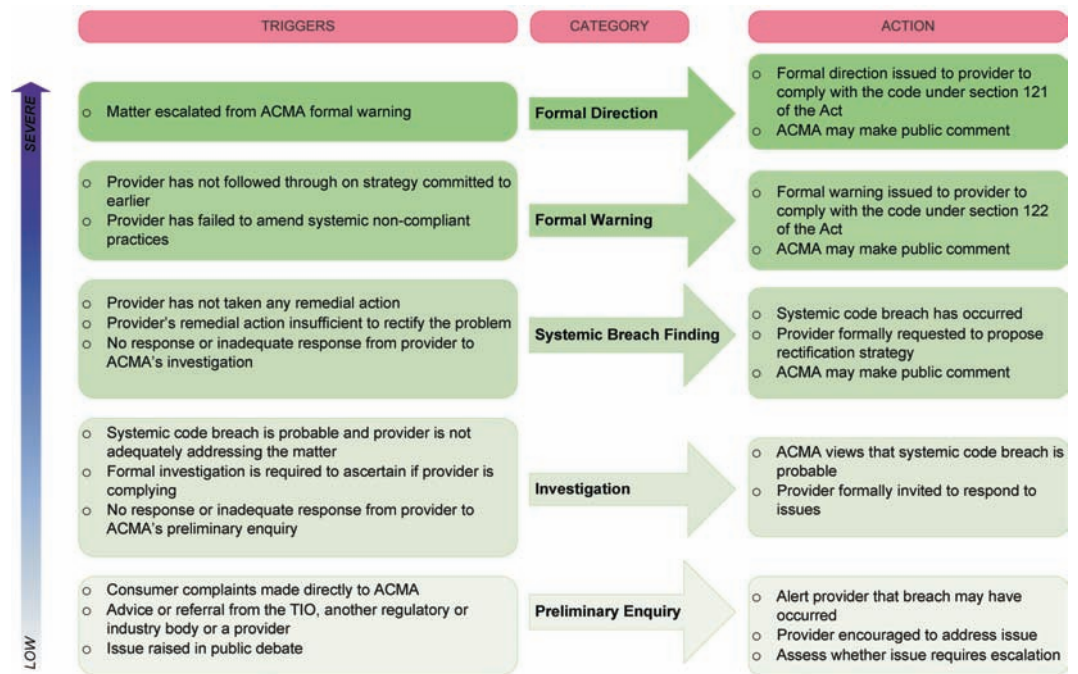 TRIGGERS
CATEGORY
ACTION
SEVERE
LOW
○ Matter escalated from ACMA formal warning
Formal Direction
○ Formal direction issued to provider to
comply with the code under section 121
of the Act
○ ACMA may make public comment
○ Provider has not followed through on strategy committed to
earlier
○ Provider has failed to amend systemic non-compliant
practices
Formal Warning
○ Formal warning issued to provider to
comply with the code under section 122
of the Act
○ ACMA may make public comment
○ Provider has not taken any remedial action
○ Provider's remedial action insufficient to rectify the problem
○ No response or inadequate response from provider to
ACMA's investigation
Systemic Breach Finding
○ Systemic code breach has occurred
○ Provider formally requested to propose
rectification strategy
○ ACMA may make public comment
○ Systemic code breach is probable and provider is not
adequately addressing the matter
○ Formal investigation is required to ascertain if provider is
complying
○ No response or inadequate response from provider to
ACMA's preliminary enquiry
Investigation
○ ACMA views that systemic code breach is
probable
○ Provider formally invited to respond to
issues
○ Consumer complaints made directly to ACMA
○ Advice or referral from the TIO, another regulatory or
industry body or a provider
○ Issue raised in public debate
Preliminary Enquiry
○ Alert provider that breach may have
occurred
○ Provider encouraged to address issue
○ Assess whether issue requires escalation